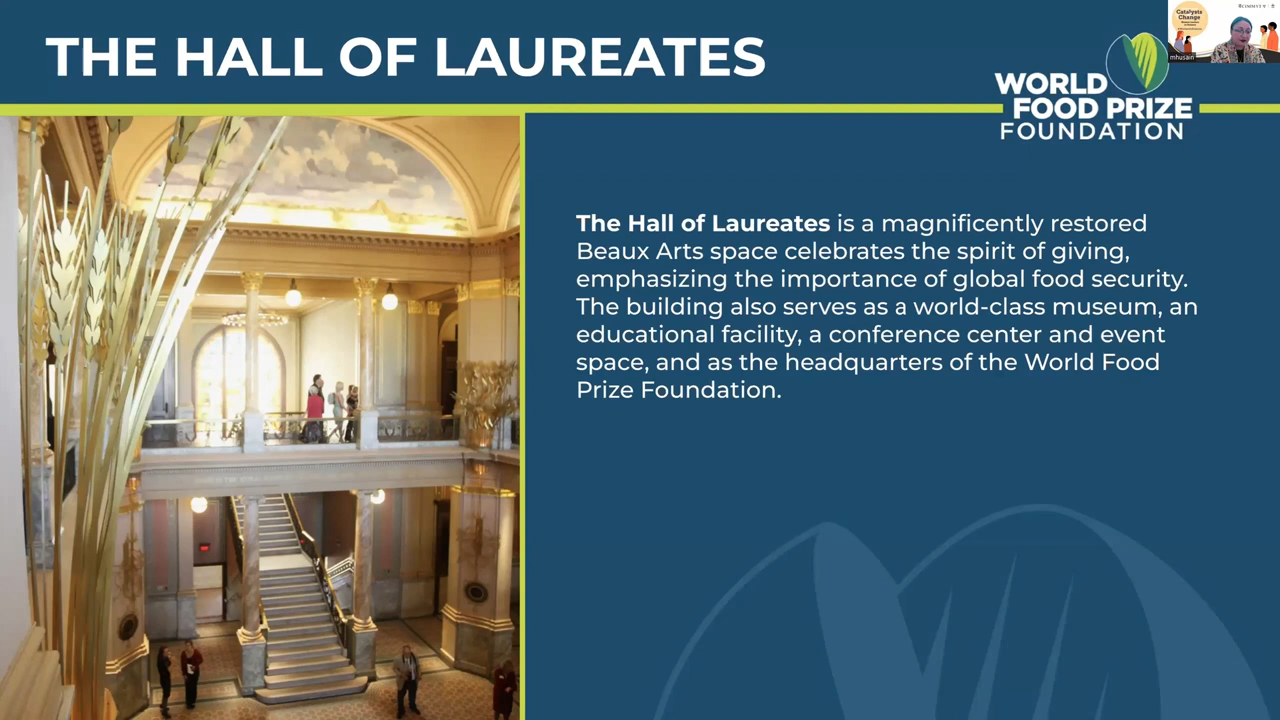 THE HALL OF LAUREATES
Catalysts
Change
CIMMYT
mhusain
WORLD
FOOD PRIZE
FOUNDATION
The Hall of Laureates is a magnificently restored
Beaux Arts space celebrates the spirit of giving,
emphasizing the importance of global food security.
The building also serves as a world-class museum, an
educational facility, a conference center and event
space, and as the headquarters of the World Food
Prize Foundation.